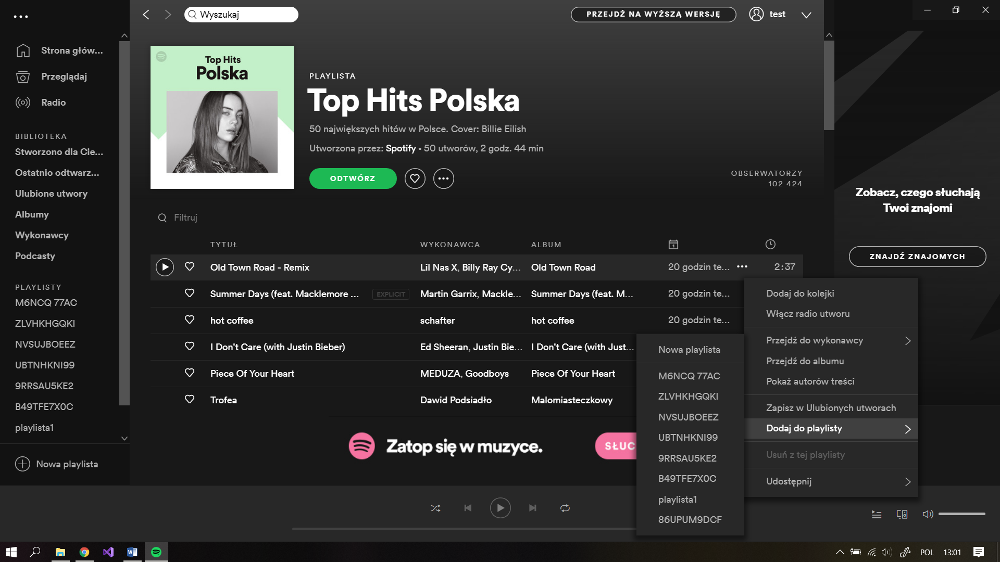 Wyszukaj
PRZEJDŹ NA WYŻSZĄ WERSJĘ
test
Strona głów...
Przeglądaj
Radio
BIBLIOTEKA
Stworzono dla Cie...
Ostatnio odtwarz...
Ulubione utwory
Albumy
Wykonawcy
Podcasty
PLAYLISTY
M6NCQ 77AC
ZLVHKHGQKI
NVSUJBOEEZ
UBTNHKNI99
9RRSAU5KE2
B49TFE7X0C
playlista1
Nowa playlista
Top Hits
Polska
PLAYLISTA
Top Hits Polska
50 największych hitów w Polsce. Cover: Billie Eilish
Utworzona przez: Spotify • 50 utworów, 2 godz. 44 min
ODTWÓRZ
OBSERWATORZY
102 424
Filtruj
TYTUŁ WYKONAWCA ALBUM
Old Town Road - Remix Lil Nas X, Billy Ray Cy... Old Town Road 20 godzin te... 2:37
Summer Days (feat. Macklemore ... EXPLICIT Martin Garrix, Mackle... Summer Days (feat. M... 20 godzin te...
hot coffee schafter hot coffee 20 godzin te...
I Don't Care (with Justin Bieber) Ed Sheeran, Justin Bie... I Don't Care (with Just...
Piece Of Your Heart MEDUZA, Goodboys Piece Of Your Heart
Trofea Dawid Podsiadło Malomiasteczkowy
Zatop się w muzyce.
SŁUC
Nowa playlista
M6NCQ 77AC
ZLVHKHGQKI
NVSUJBOEEZ
UBTNHKNI99
9RRSAU5KE2
B49TFE7X0C
playlista1
86UPUM9DCF
Dodaj do kolejki
Włącz radio utworu
Przejdź do wykonawcy
Przejdź do albumu
Pokaż autorów treści
Zapisz w Ulubionych utworach
Dodaj do playlisty
Usuń z tej playlisty
Udostępnij
Zobacz, czego słuchają
Twoi znajomi
ZNAJDŹ ZNAJOMYCH
POL 13:01